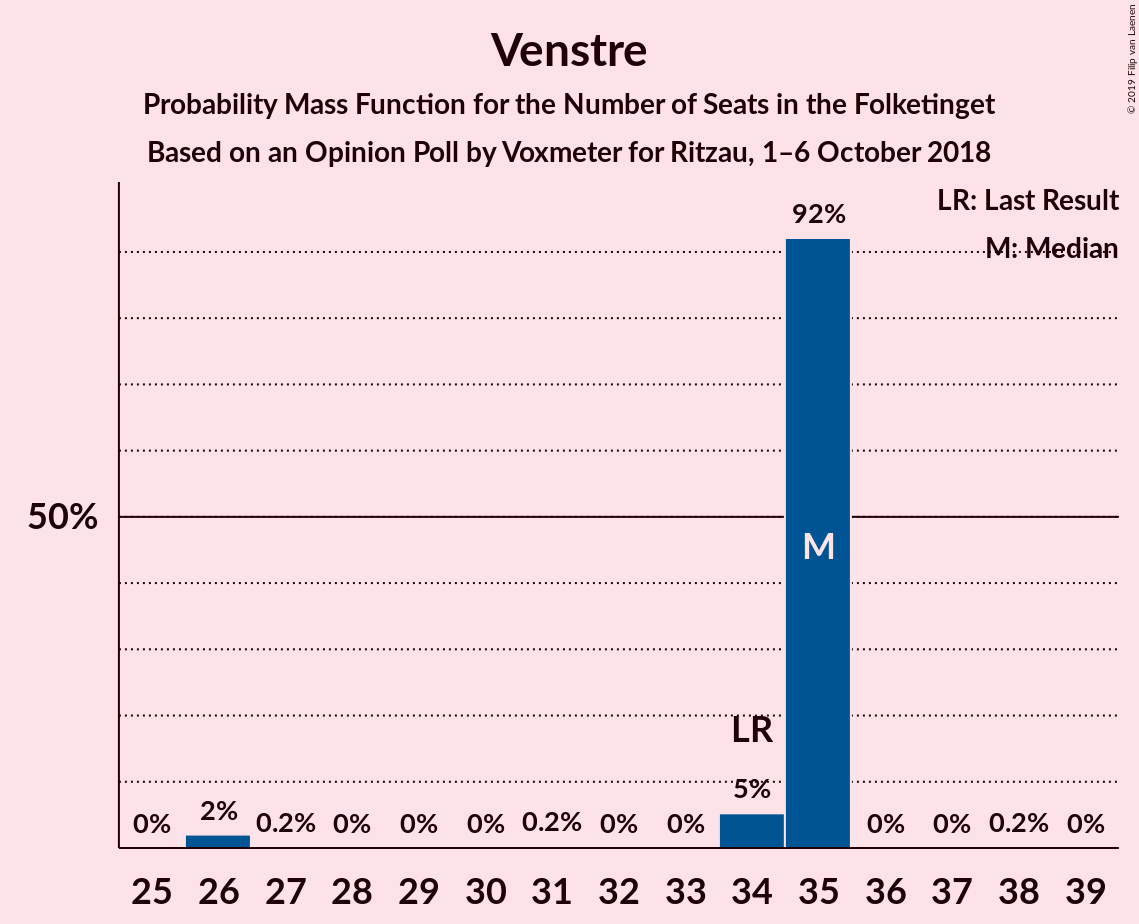 Venstre
Probability Mass Function for the Number of Seats in the Folketinget
Based on an Opinion Poll by Voxmeter for Ritzau, 1–6 October 2018
© 2019 Filip van Laenen
LR: Last Result
M: Median
50%
0%
2%
0.2%
0%
0%
0%
0.2%
0%
0%
LR
5%
92%
M
0%
0%
0.2%
0%
25 26 27 28 29 30 31 32 33 34 35 36 37 38 39